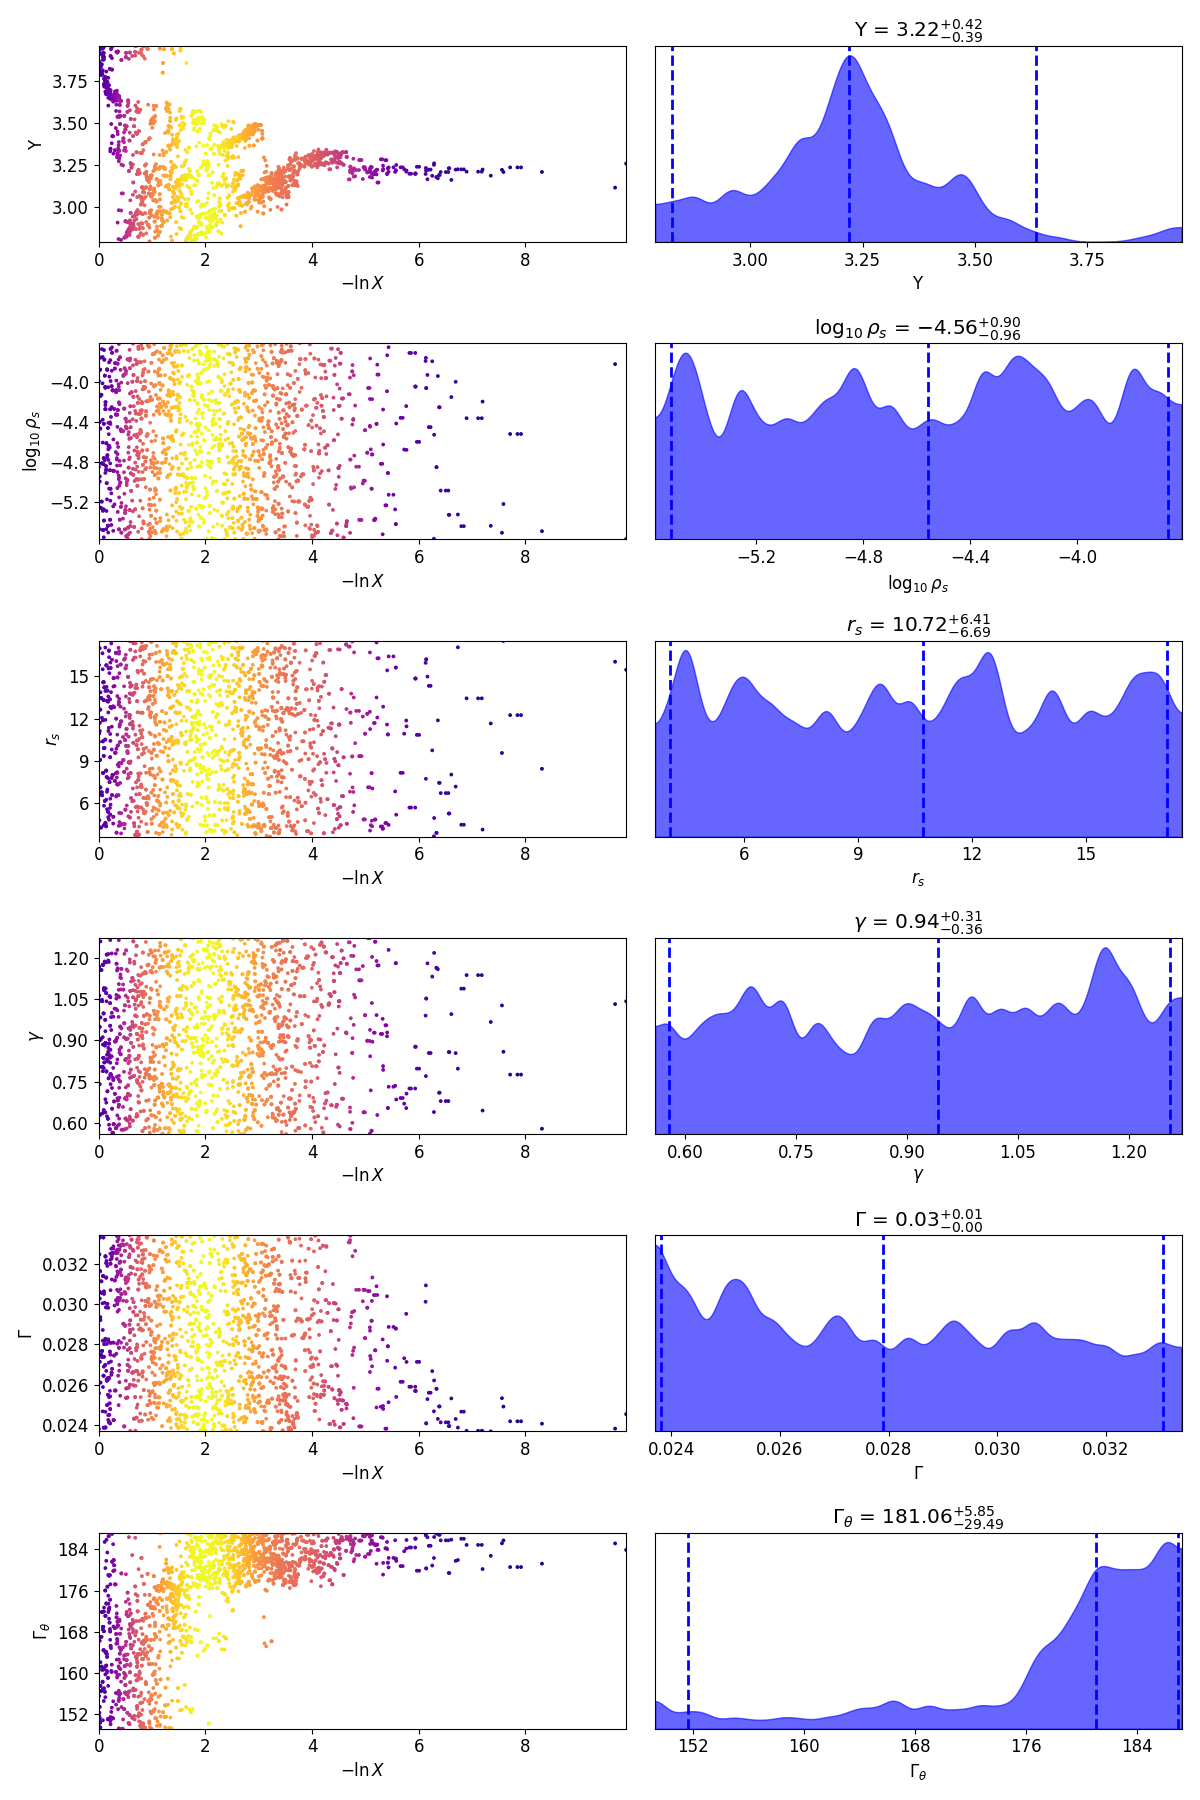 Υ = 3.22+0.42−0.39
3.75
3.50
3.25
3.00
Υ
0 2 4 6 8
−ln X
3.00 3.25 3.50 3.75
Υ
log10 ρs = −4.56+0.90−0.96
−4.0
−4.4
−4.8
−5.2
log10 ρs
0 2 4 6 8
−ln X
−5.2 −4.8 −4.4 −4.0
log10 ρs
rs = 10.72+6.41−6.69
15
12
9
6
rs
0 2 4 6 8
−ln X
6 9 12 15
rs
γ = 0.94+0.31−0.36
1.20
1.05
0.90
0.75
0.60
γ
0 2 4 6 8
−ln X
0.60 0.75 0.90 1.05 1.20
γ
Γ = 0.03+0.01−0.00
0.032
0.030
0.028
0.026
0.024
Γ
0 2 4 6 8
−ln X
0.024 0.026 0.028 0.030 0.032
Γ
Γθ = 181.06+5.85−29.49
184
176
168
160
152
Γθ
0 2 4 6 8
−ln X
152 160 168 176 184
Γθ